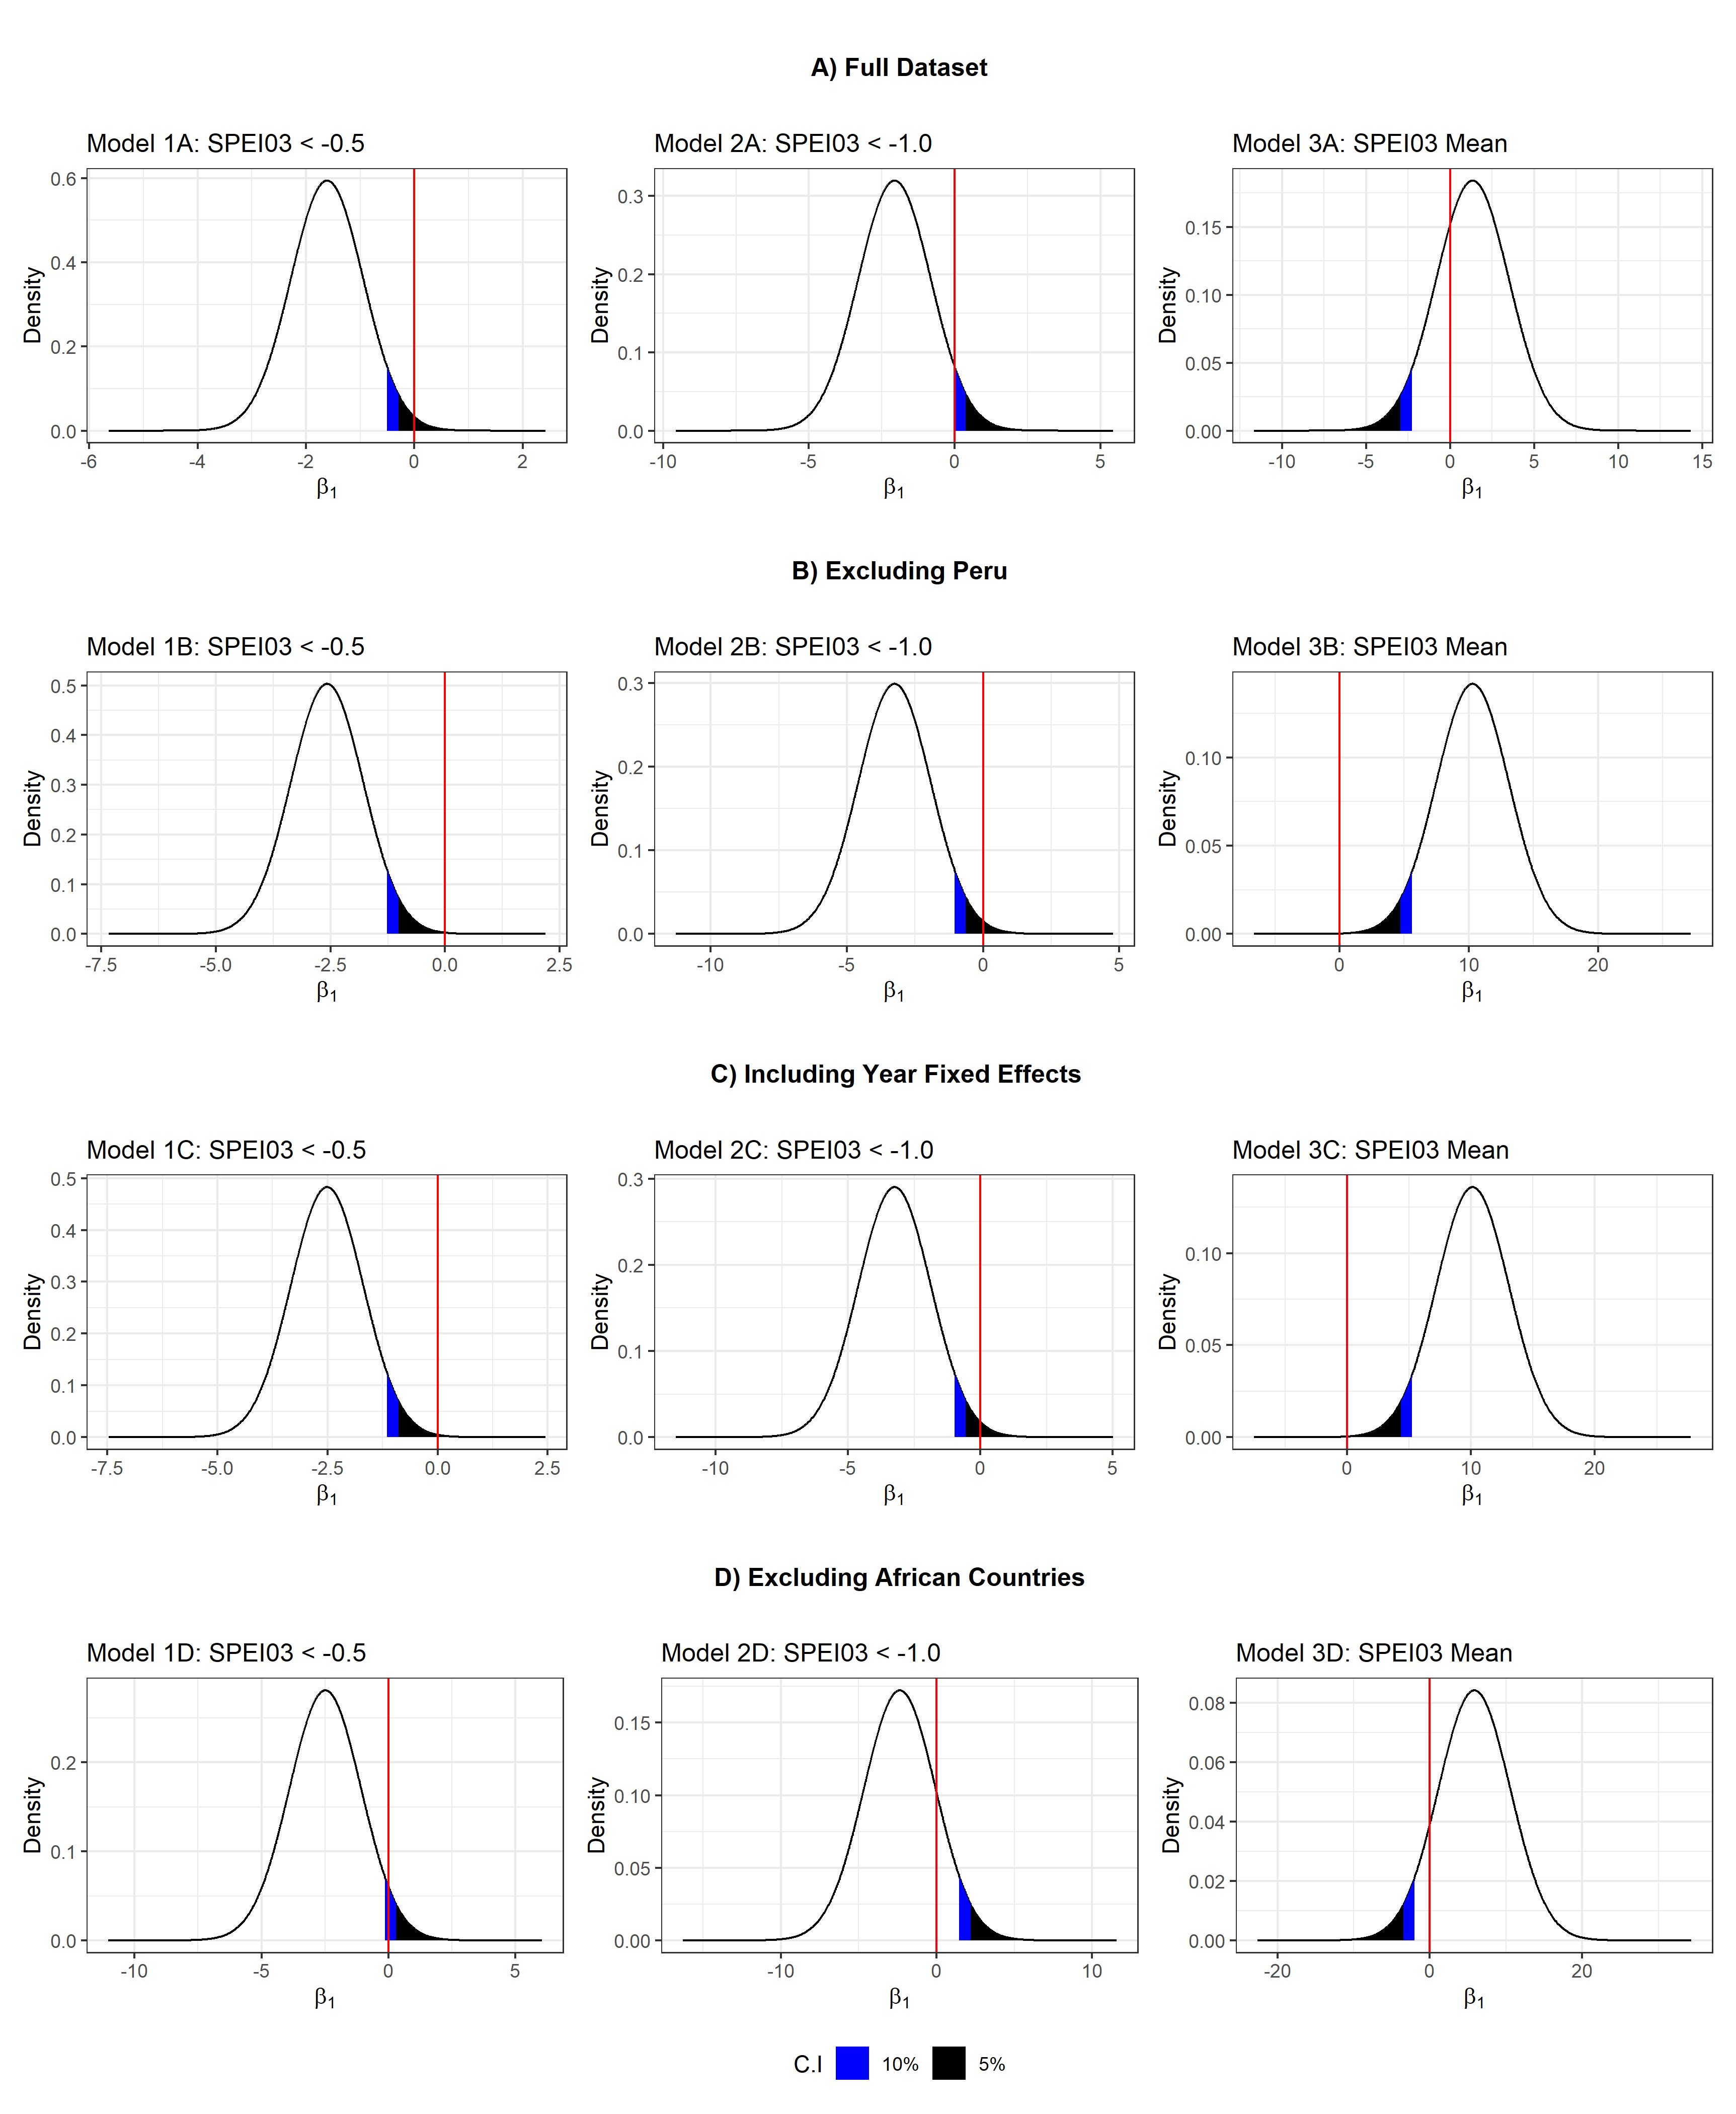 A) Full Dataset
Model 1A: SPEI03 < -0.5
Model 2A: SPEI03 < -1.0
Model 3A: SPEI03 Mean
Density
0.6
0.4
0.2
0.0
-6 -4 -2 0 2
β1
Density
0.3
0.2
0.1
0.0
-10 -5 0 5
β1
Density
0.15
0.10
0.05
0.00
-10 -5 0 5 10 15
β1
B) Excluding Peru
Model 1B: SPEI03 < -0.5
Model 2B: SPEI03 < -1.0
Model 3B: SPEI03 Mean
Density
0.5
0.4
0.3
0.2
0.1
0.0
-7.5 -5.0 -2.5 0.0 2.5
β1
Density
0.3
0.2
0.1
0.0
-10 -5 0 5
β1
Density
0.10
0.05
0.00
0 10 20
β1
C) Including Year Fixed Effects
Model 1C: SPEI03 < -0.5
Model 2C: SPEI03 < -1.0
Model 3C: SPEI03 Mean
Density
0.5
0.4
0.3
0.2
0.1
0.0
-7.5 -5.0 -2.5 0.0 2.5
β1
Density
0.3
0.2
0.1
0.0
-10 -5 0 5
β1
Density
0.10
0.05
0.00
0 10 20
β1
D) Excluding African Countries
Model 1D: SPEI03 < -0.5
Model 2D: SPEI03 < -1.0
Model 3D: SPEI03 Mean
Density
0.2
0.1
0.0
-10 -5 0 5
β1
Density
0.15
0.10
0.05
0.00
-10 0 10
β1
Density
0.08
0.06
0.04
0.02
0.00
-20 0 20
β1
C.I 10% 5%